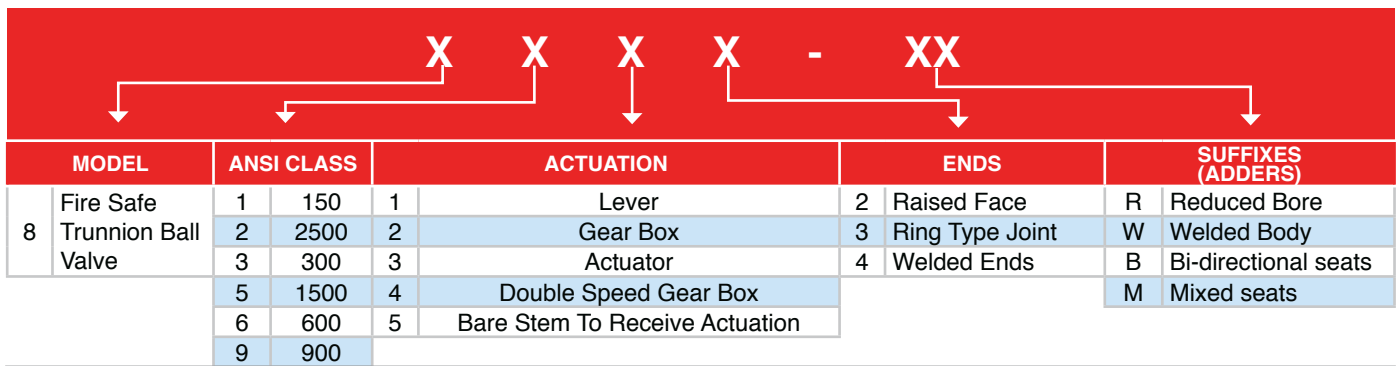 X X X X - XX
MODEL ANSI CLASS ACTUATION ENDS SUFFIXES
(ADDERS)
8 Fire Safe
Trunnion Ball
Valve
1 150 1 Lever 2 Raised Face R Reduced Bore
2 2500 2 Gear Box 3 Ring Type Joint W Welded Body
3 300 3 Actuator 4 Welded Ends B Bi-directional seats
5 1500 4 Double Speed Gear Box M Mixed seats
6 600 5 Bare Stem To Receive Actuation
9 900